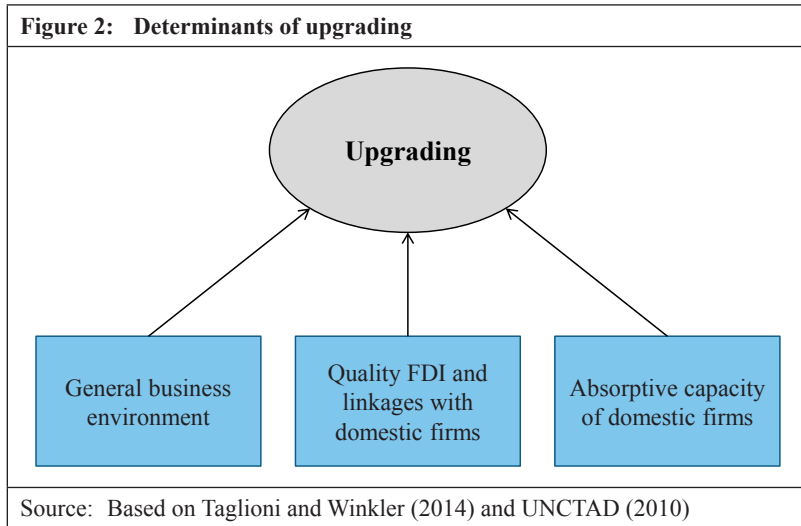 Figure 2: Determinants of upgrading
Upgrading
General business
environment
Quality FDI and
linkages with
domestic firms
Absorptive capacity
of domestic firms
Source: Based on Taglioni and Winkler (2014) and UNCTAD (2010)